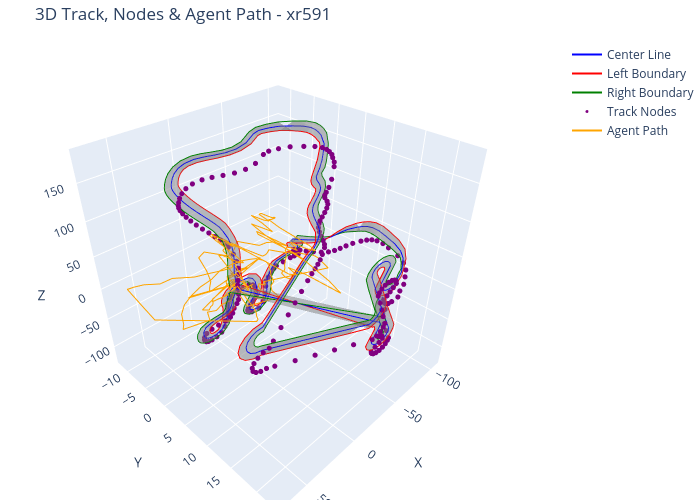 3D Track, Nodes & Agent Path - xr591
Center Line
Left Boundary
Right Boundary
Track Nodes
Agent Path
150
100
50
0
−50
−100
Z
−10
−5
0
5
10
15
Y
−100
−50
0
X